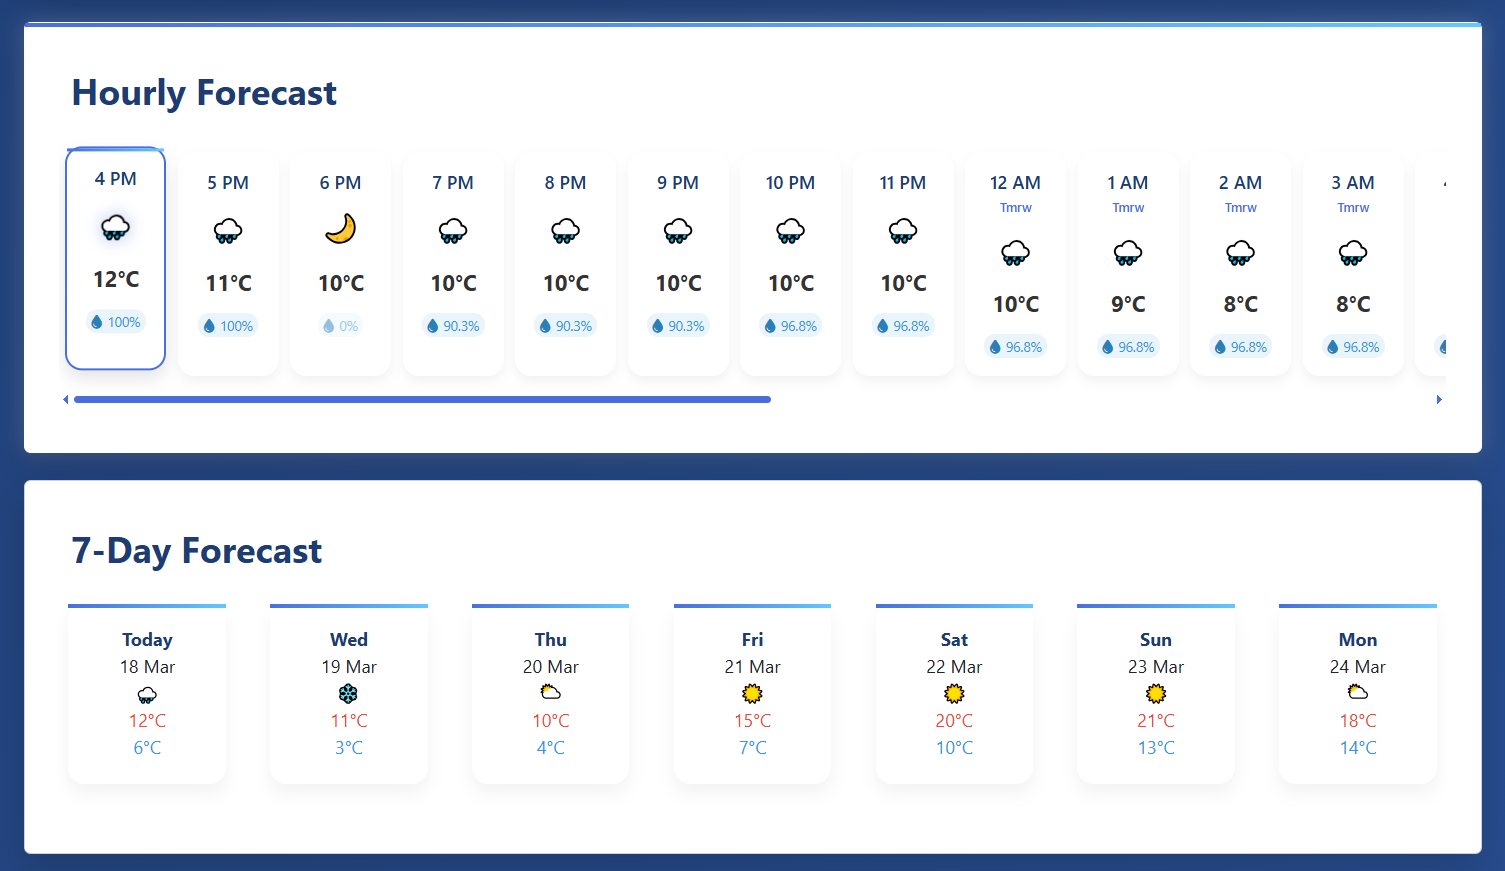 Hourly Forecast
4 PM 5 PM 6 PM 7 PM 8 PM 9 PM 10 PM 11 PM 12 AM 1 AM 2 AM 3 AM
Tmrw Tmrw Tmrw Tmrw
12°C 11°C 10°C 10°C 10°C 10°C 10°C 10°C 10°C 9°C 8°C 8°C
100% 100% 0% 90.3% 90.3% 90.3% 96.8% 96.8% 96.8% 96.8% 96.8% 96.8%
7-Day Forecast
Today Wed Thu Fri Sat Sun Mon
18 Mar 19 Mar 20 Mar 21 Mar 22 Mar 23 Mar 24 Mar
12°C 11°C 10°C 15°C 20°C 21°C 18°C
6°C 3°C 4°C 7°C 10°C 13°C 14°C